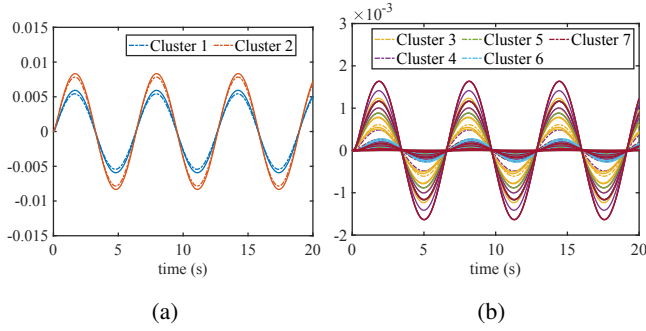 0.015
0.01
0.005
0
-0.005
-0.01
-0.015
Cluster 1 Cluster 2
0 5 10 15 20
time (s)
(a)
×10⁻³
3
2
1
0
-1
-2
Cluster 3 Cluster 5 Cluster 7
Cluster 4 Cluster 6
0 5 10 15 20
time (s)
(b)